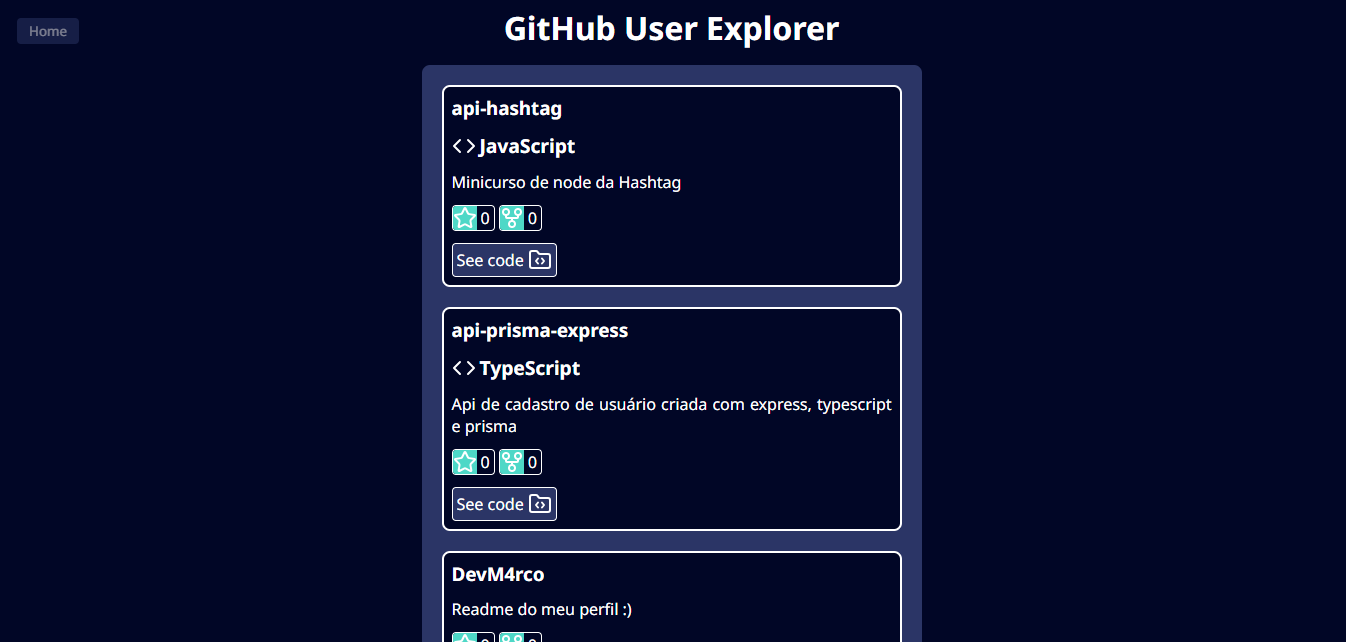 Home
GitHub User Explorer
api-hashtag
<> JavaScript
Minicurso de node da Hashtag
0 0
See code
api-prisma-express
<> TypeScript
Api de cadastro de usuário criada com express, typescript
e prisma
0 0
See code
DevM4rco
Readme do meu perfil :)
0 0